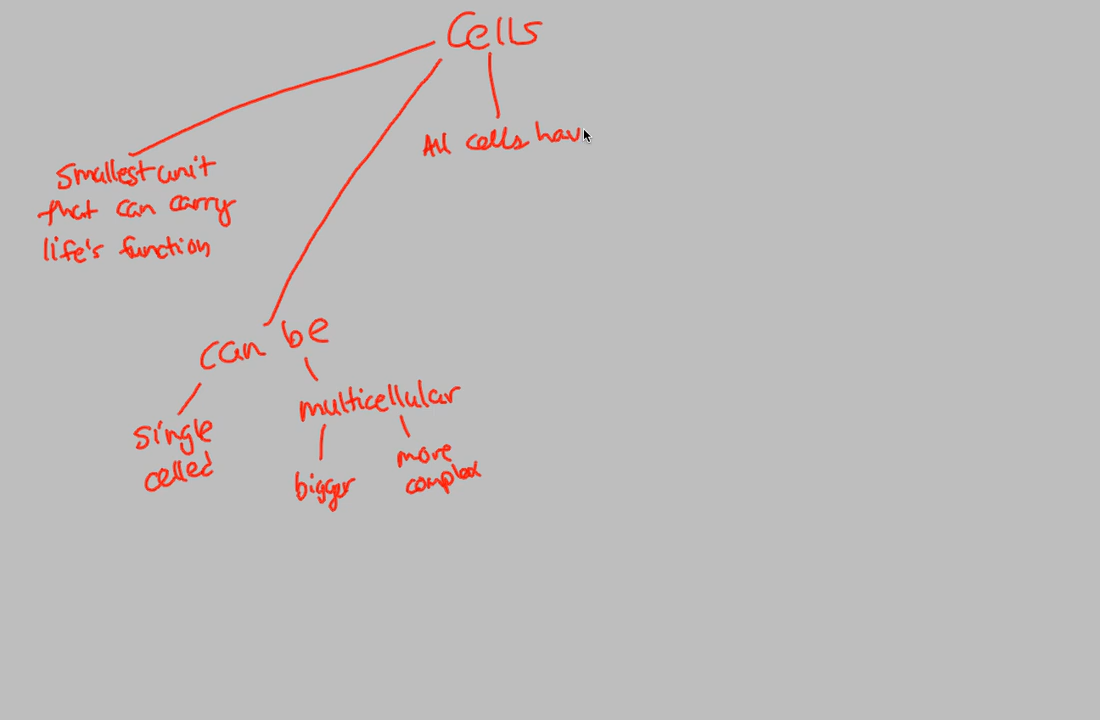 Cells
All cells hav
Smallest unit
that can carry
life's function
can be
multicellular
single
celled
more
complex
bigger